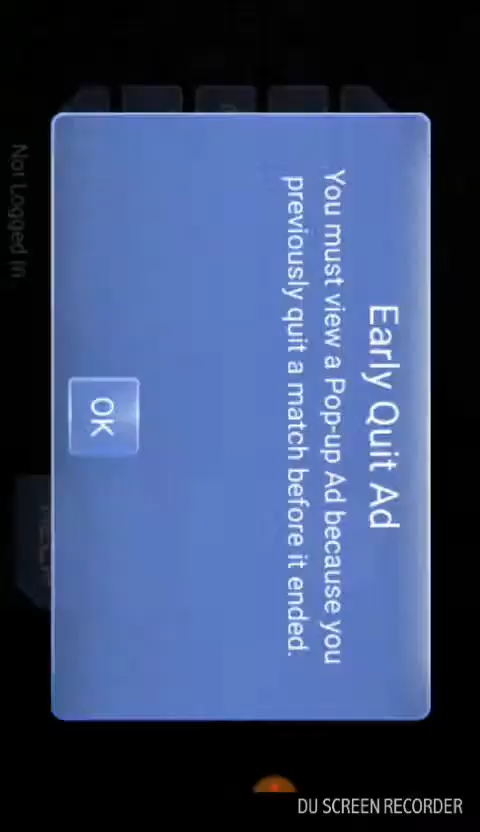 Early Quit Ad
You must view a Pop-up Ad because you
previously quit a match before it ended.
OK
Not Logged In
DU SCREEN RECORDER